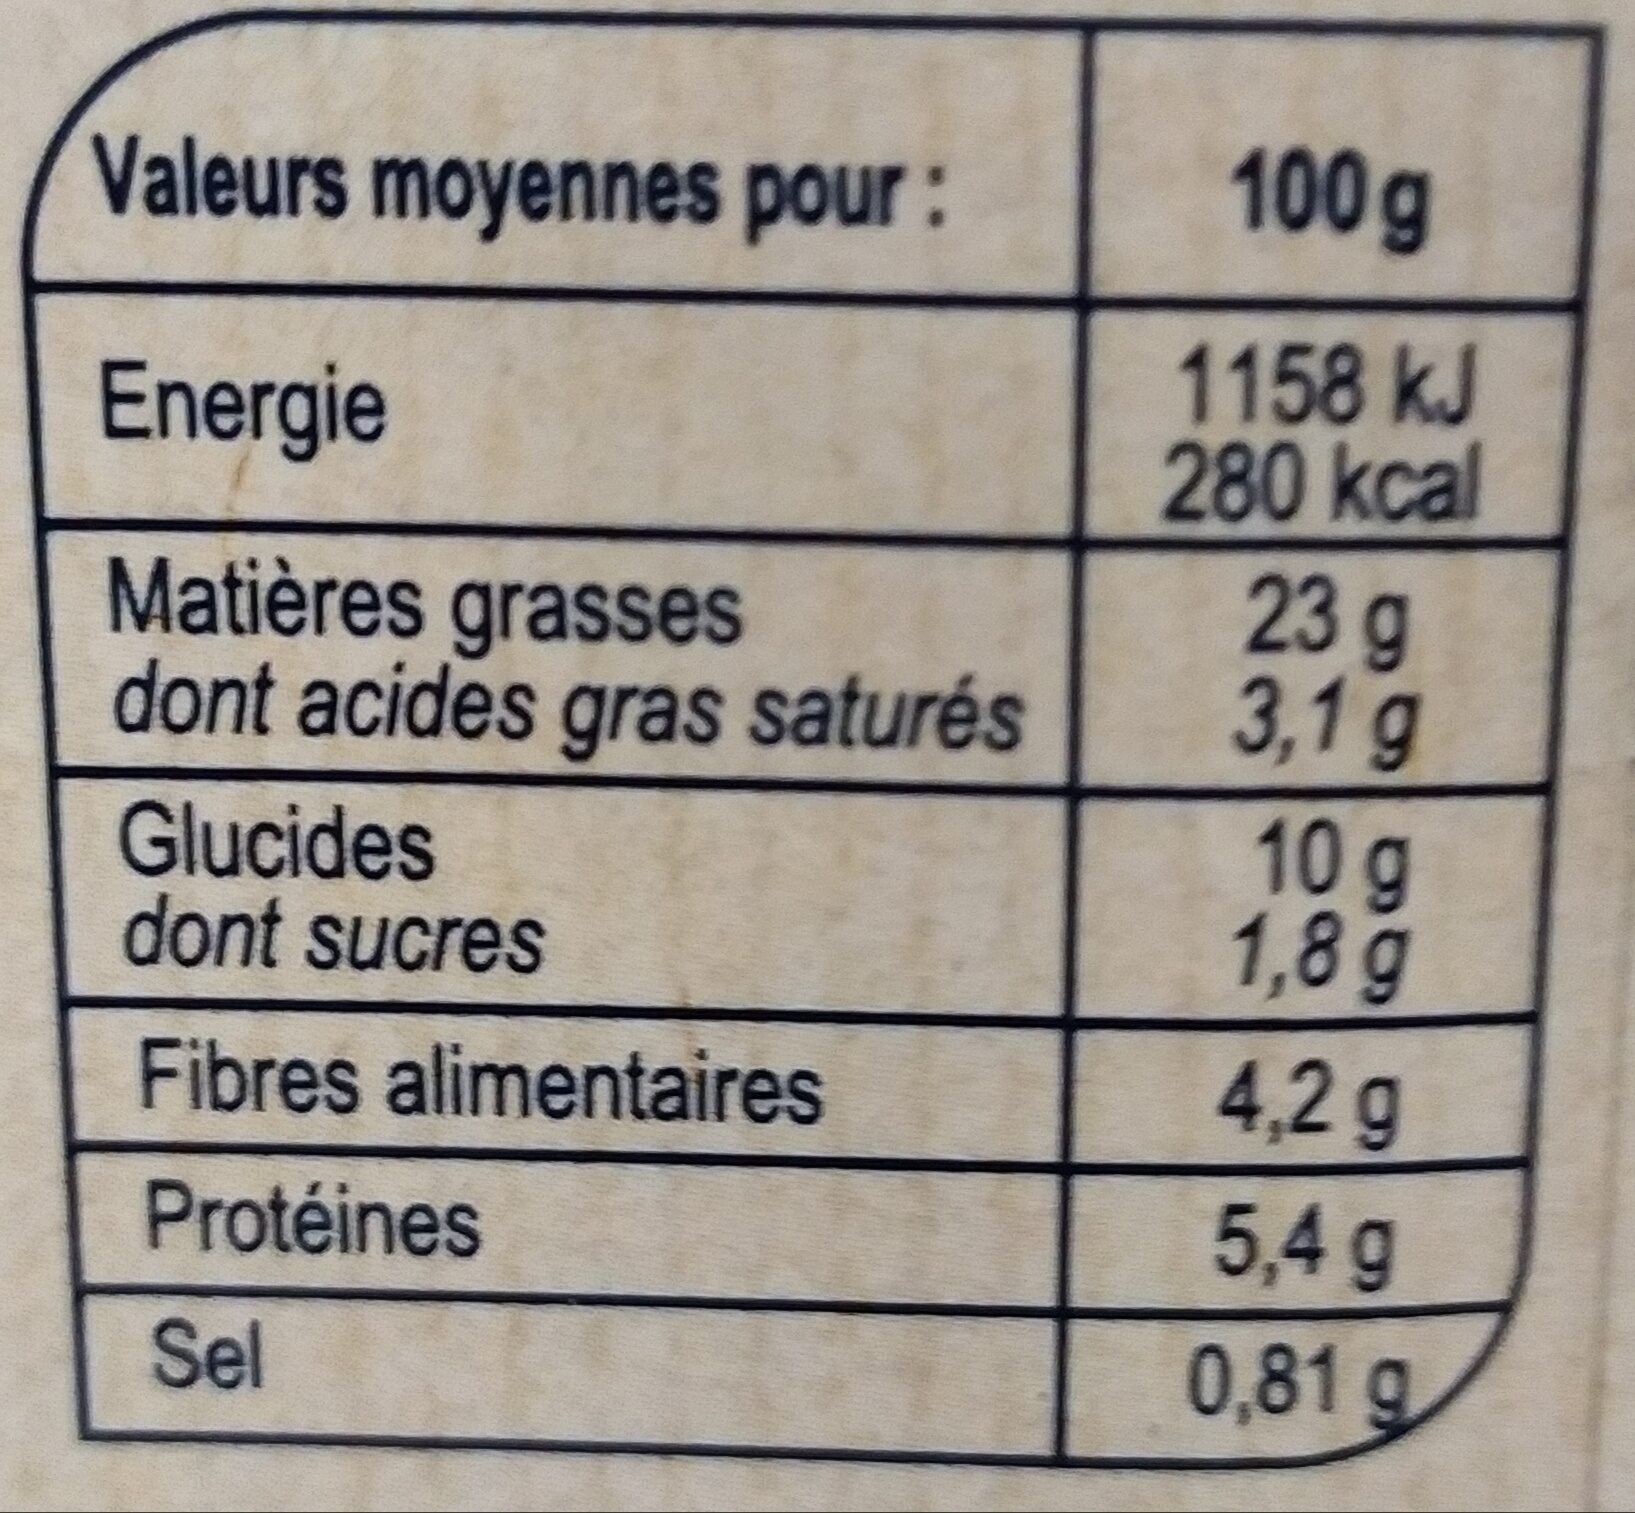 Valeurs moyennes pour : 100 g
Energie 1158 kJ
280 kcal
Matières grasses 23 g
dont acides gras saturés 3,1 g
Glucides 10 g
dont sucres 1,8 g
Fibres alimentaires 4,2 g
Protéines 5,4 g
Sel 0,81 g